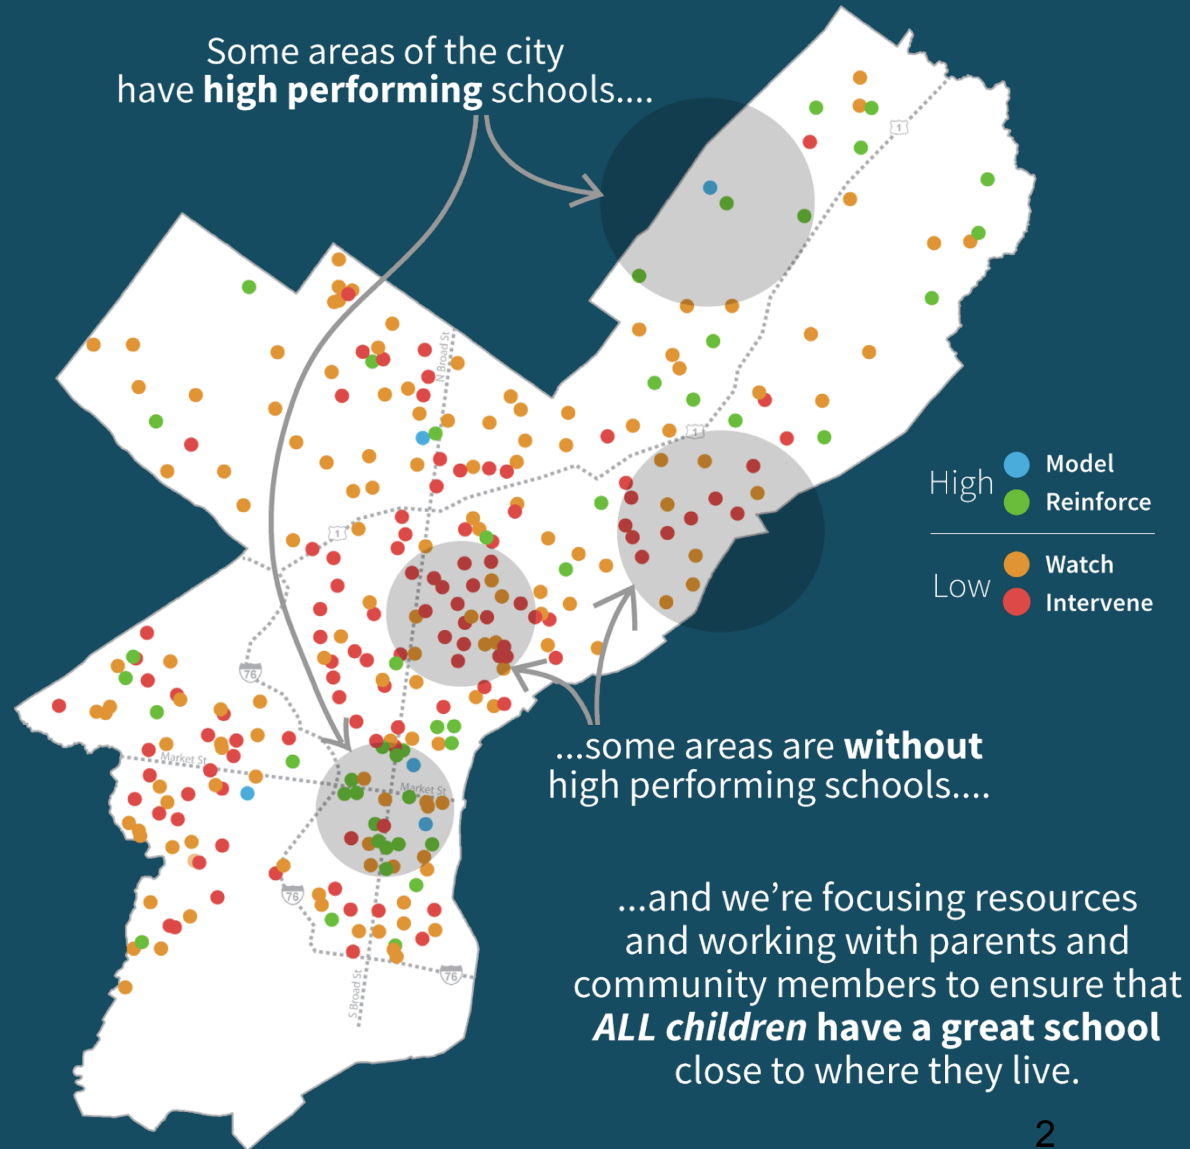 Some areas of the city
have high performing schools....
1
N Broad St
1
High
Model
Reinforce
Low
Watch
Intervene
1
76
Market St
Market St
...some areas are without
high performing schools....
76
76
S Broad St
...and we're focusing resources
and working with parents and
community members to ensure that
ALL children have a great school
close to where they live.
2